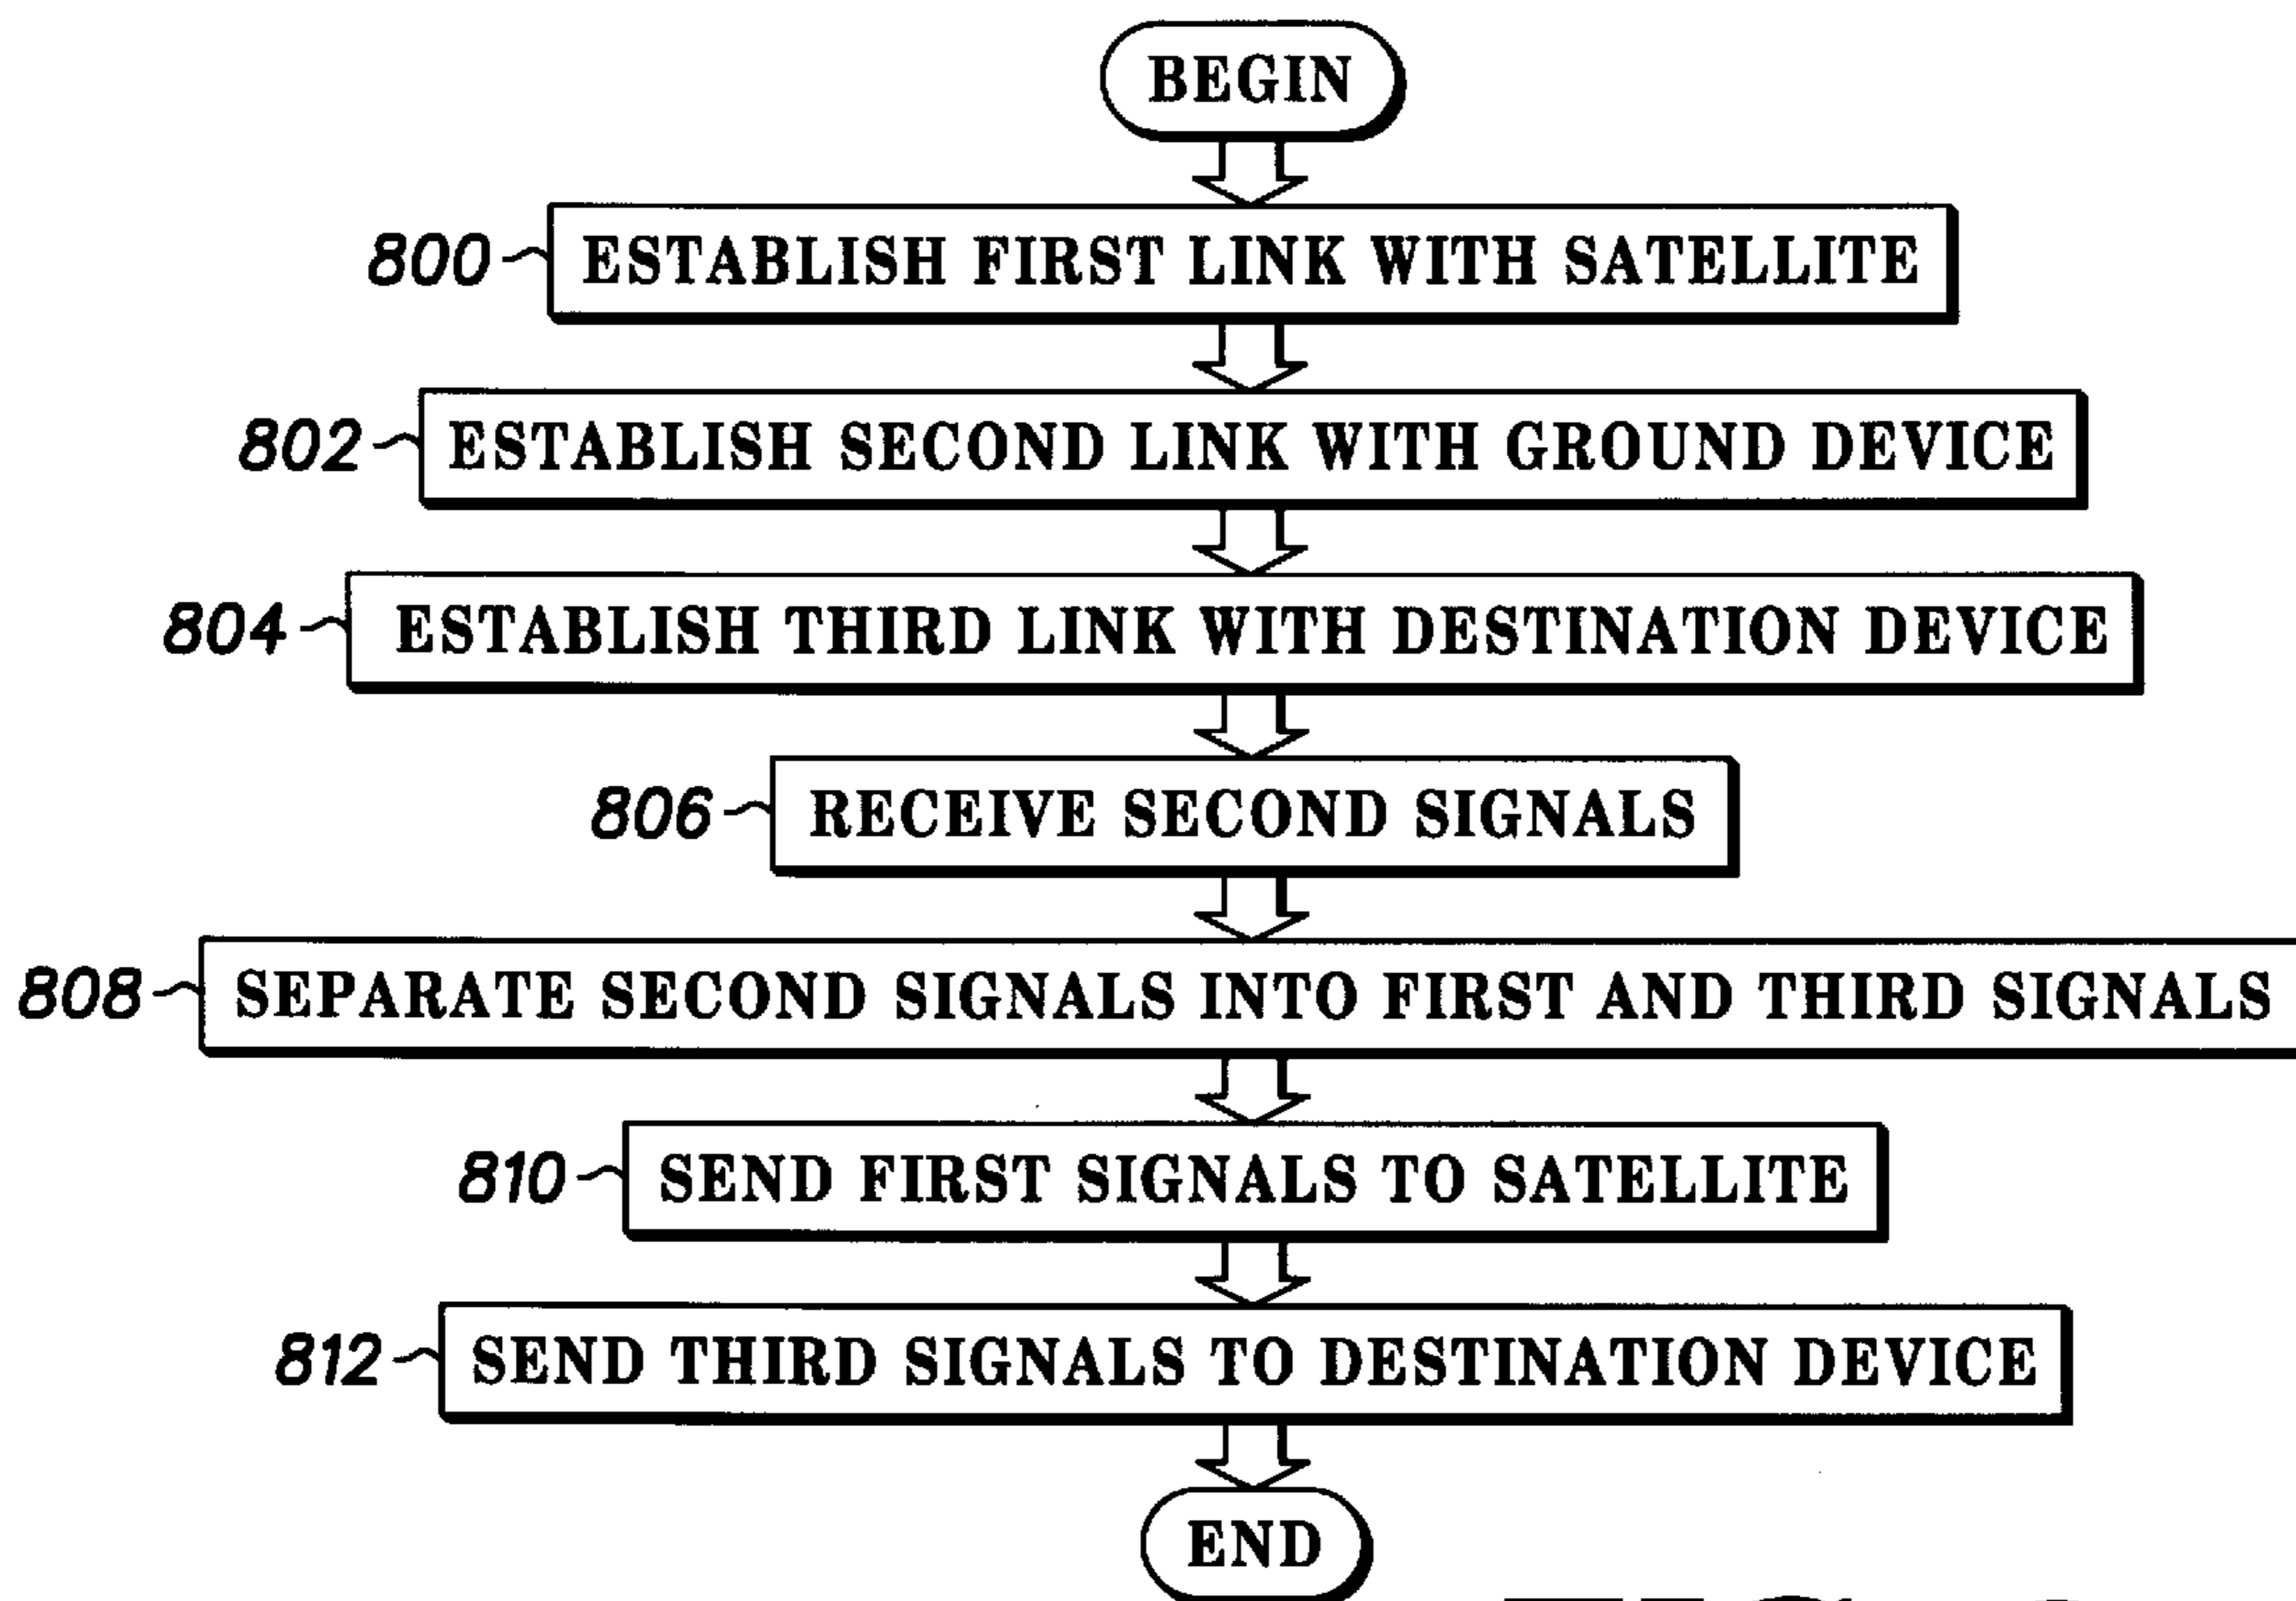 BEGIN
800 ESTABLISH FIRST LINK WITH SATELLITE
802 ESTABLISH SECOND LINK WITH GROUND DEVICE
804 ESTABLISH THIRD LINK WITH DESTINATION DEVICE
806 RECEIVE SECOND SIGNALS
808 SEPARATE SECOND SIGNALS INTO FIRST AND THIRD SIGNALS
810 SEND FIRST SIGNALS TO SATELLITE
812 SEND THIRD SIGNALS TO DESTINATION DEVICE
END